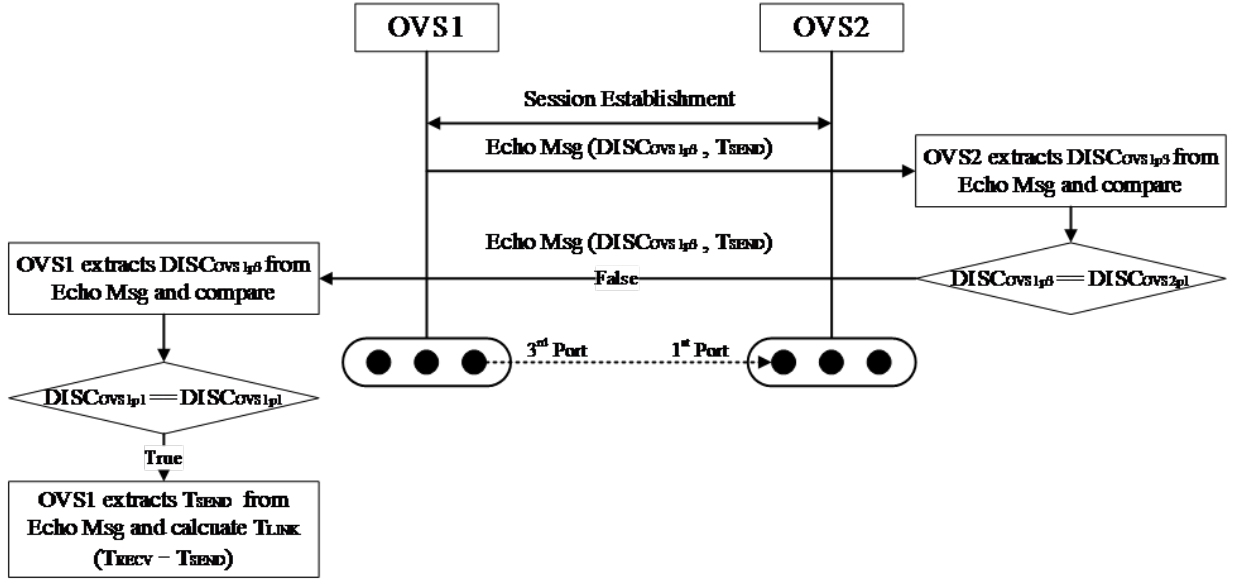 OVS1
OVS2
Session Establishment
Echo Msg (DISCOVS1p3 , TSEND)
OVS2 extracts DISCOVS1p3 from
Echo Msg and compare
Echo Msg (DISCOVS1p3 , TSEND)
DISCOVS1p3==DISCOVS2p1
False
OVS1 extracts DISCOVS1p3 from
Echo Msg and compare
3rd Port
1st Port
DISCOVS1p1==DISCOVS1p1
True
OVS1 extracts TSEND from
Echo Msg and calcuate TLINK
(TRECV − TSEND)